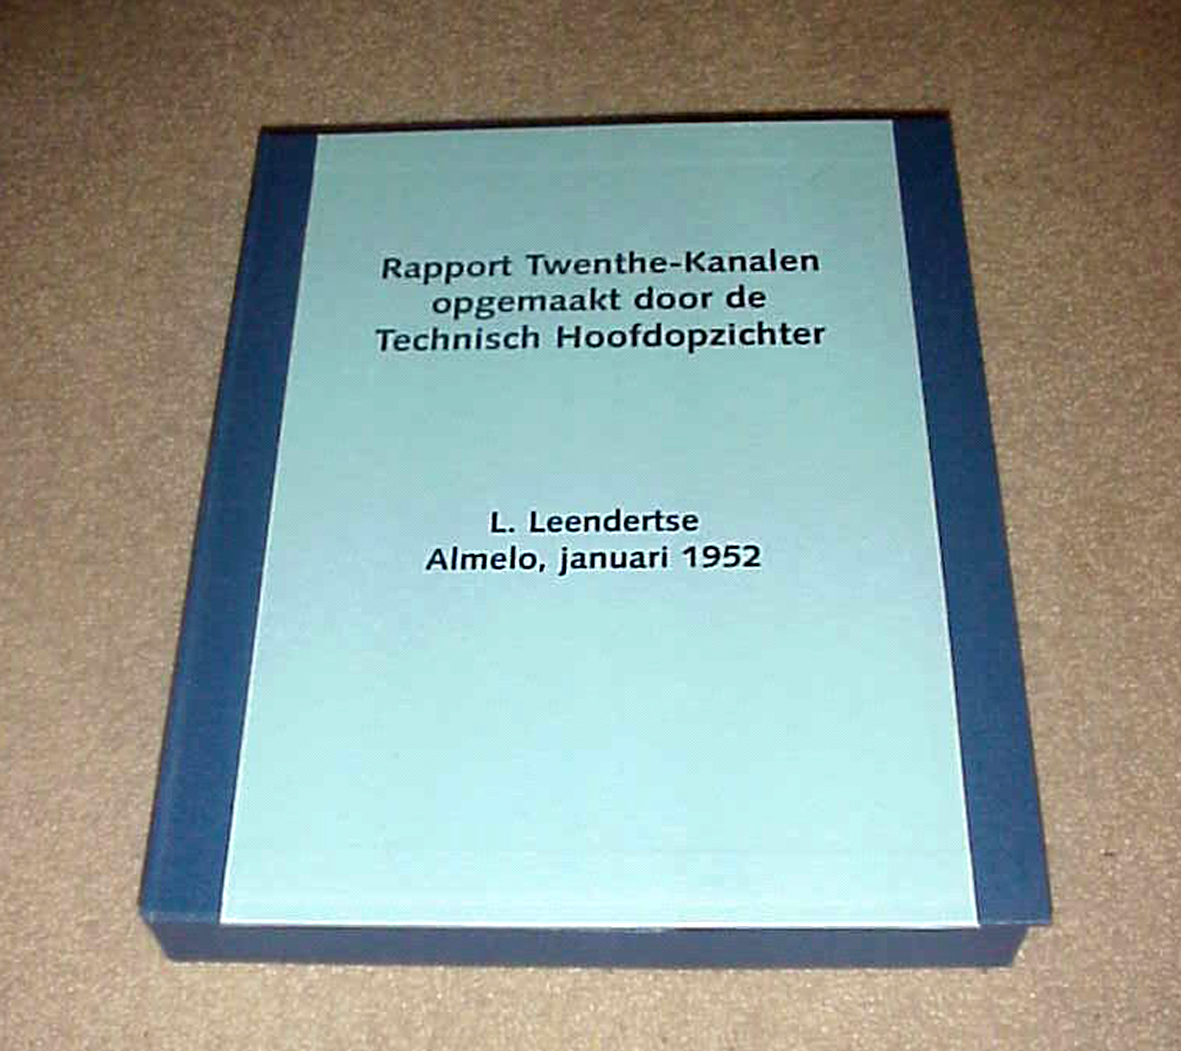 Rapport Twenthe-Kanalen
opgemaakt door de
Technisch Hoofdopzichter
L. Leendertse
Almelo, januari 1952